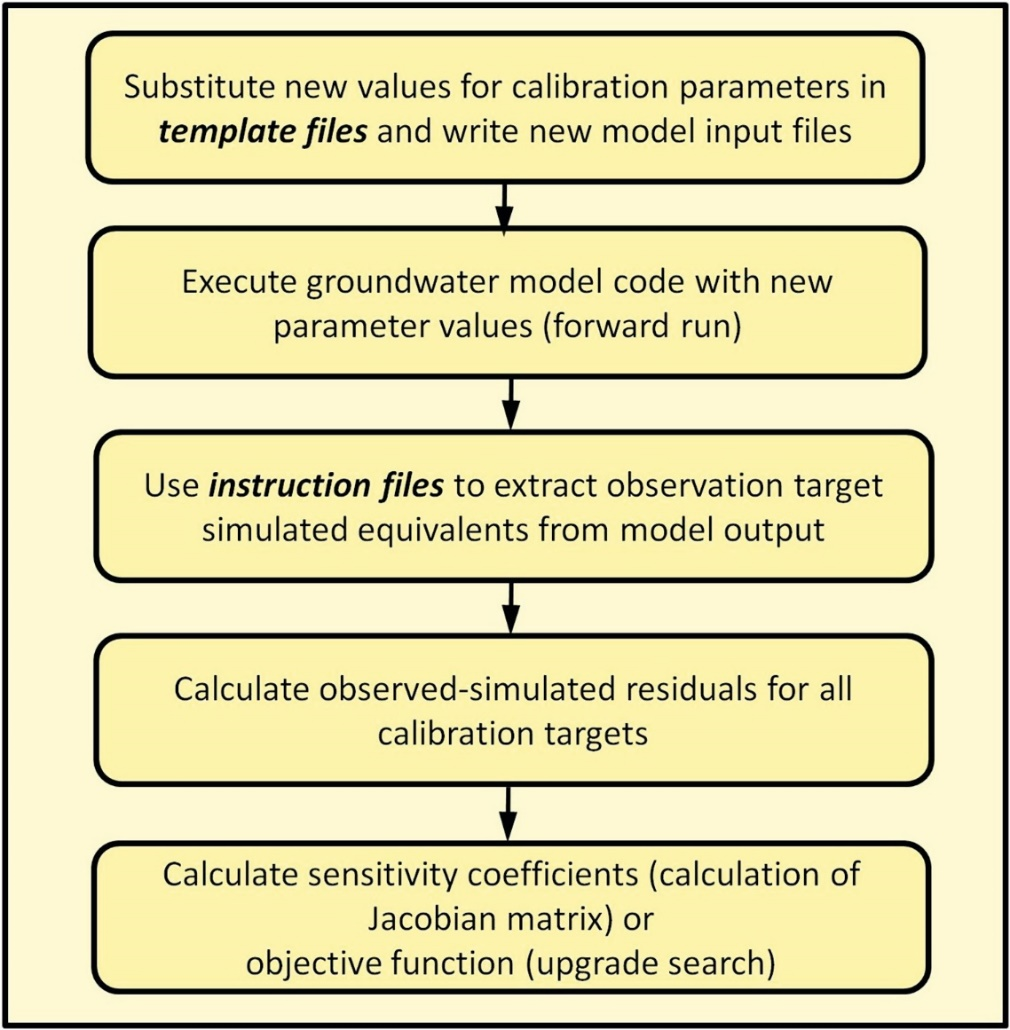 Substitute new values for calibration parameters in
template files and write new model input files
Execute groundwater model code with new
parameter values (forward run)
Use instruction files to extract observation target
simulated equivalents from model output
Calculate observed-simulated residuals for all
calibration targets
Calculate sensitivity coefficients (calculation of
Jacobian matrix) or
objective function (upgrade search)